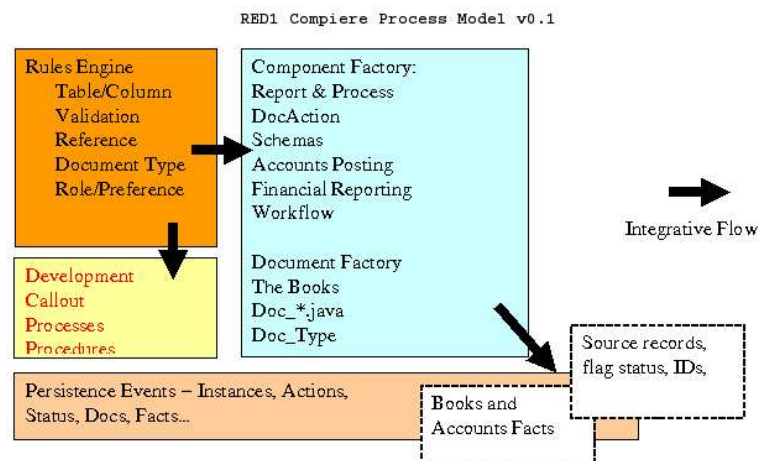 RED1 Compiere Process Model v0.1
Rules Engine
Table/Column
Validation
Reference
Document Type
Role/Preference
Development
Callout
Processes
Procedures
Component Factory:
Report & Process
DocAction
Schemas
Accounts Posting
Financial Reporting
Workflow
Document Factory
The Books
Doc_*.java
Doc_Type
Integrative Flow
Source records,
flag status, IDs,
Persistence Events – Instances, Actions,
Status, Docs, Facts...
Books and
Accounts Facts